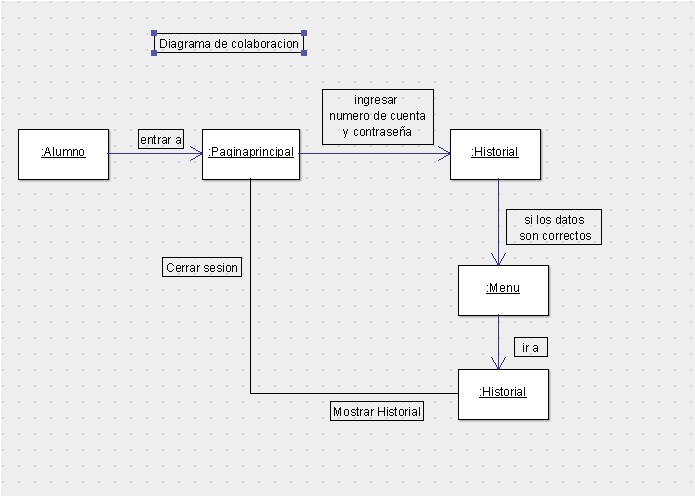 Diagrama de colaboracion
ingresar
numero de cuenta
y contraseña
entrar a
:Alumno
:Paginaprincipal
:Historial
si los datos
son correctos
Cerrar sesion
:Menu
ir a
:Historial
Mostrar Historial